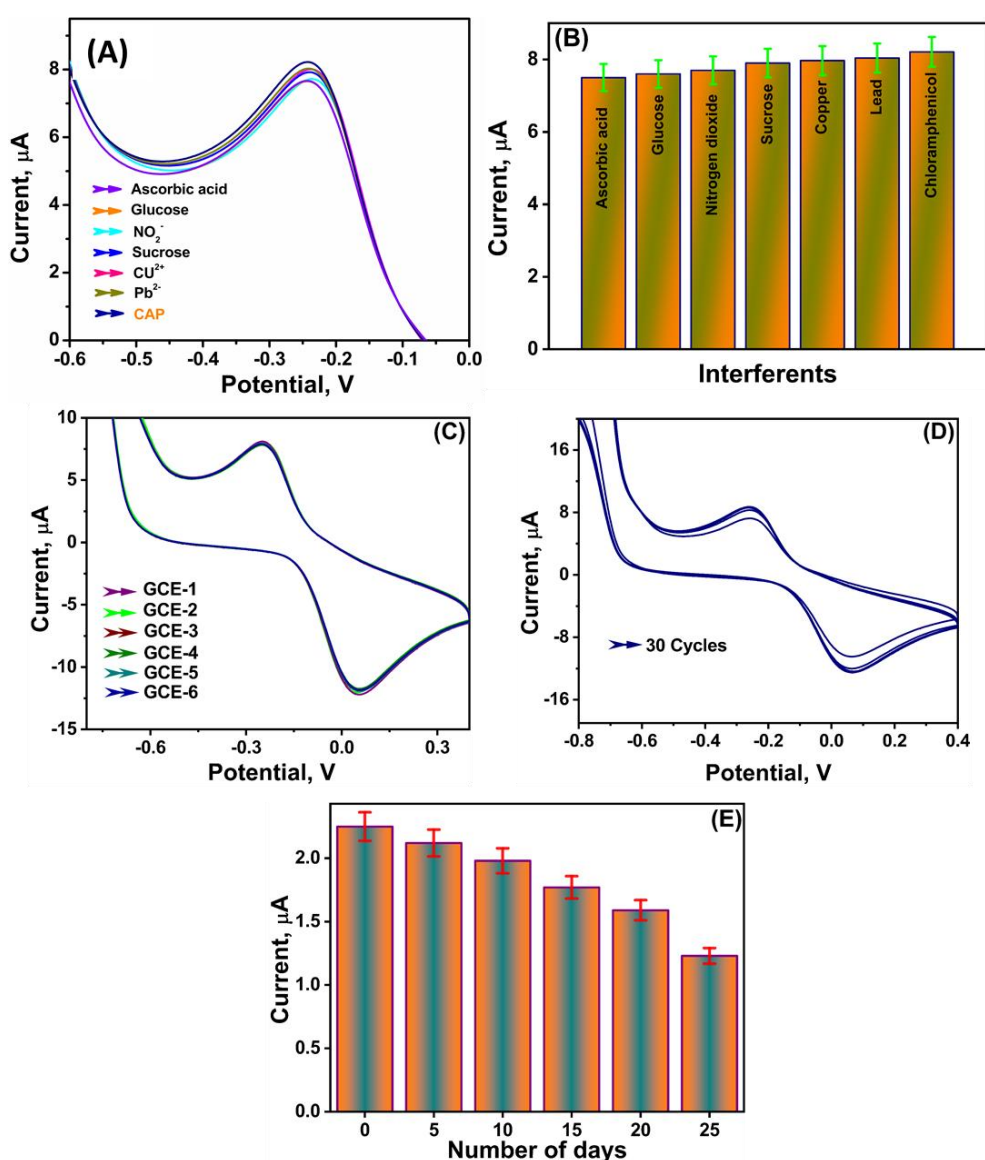 (A)
8
6
4
2
0
Current, µA
Ascorbic acid
Glucose
NO₂⁻
Sucrose
CU²⁺
Pb²⁻
CAP
-0.6 -0.5 -0.4 -0.3 -0.2 -0.1 0.0
Potential, V
(B)
8
6
4
2
0
Current, µA
Ascorbic acid
Glucose
Nitrogen dioxide
Sucrose
Copper
Lead
Chloramphenicol
Interferents
(C)
10
5
0
-5
-10
-15
Current, µA
GCE-1
GCE-2
GCE-3
GCE-4
GCE-5
GCE-6
-0.6 -0.3 0.0 0.3
Potential, V
(D)
16
8
0
-8
-16
Current, µA
30 Cycles
-0.8 -0.6 -0.4 -0.2 0.0 0.2 0.4
Potential, V
(E)
2.0
1.5
1.0
0.5
0.0
Current, µA
0 5 10 15 20 25
Number of days